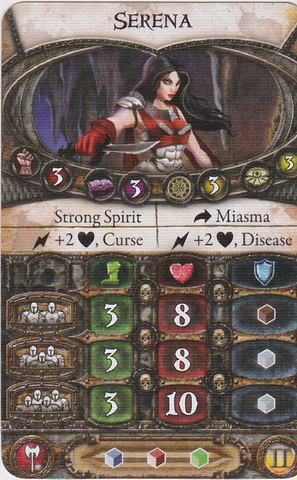 SERENA
3 3 3 3
Strong Spirit Miasma
+2 , Curse +2 , Disease
3 8
3 8
3 10
II